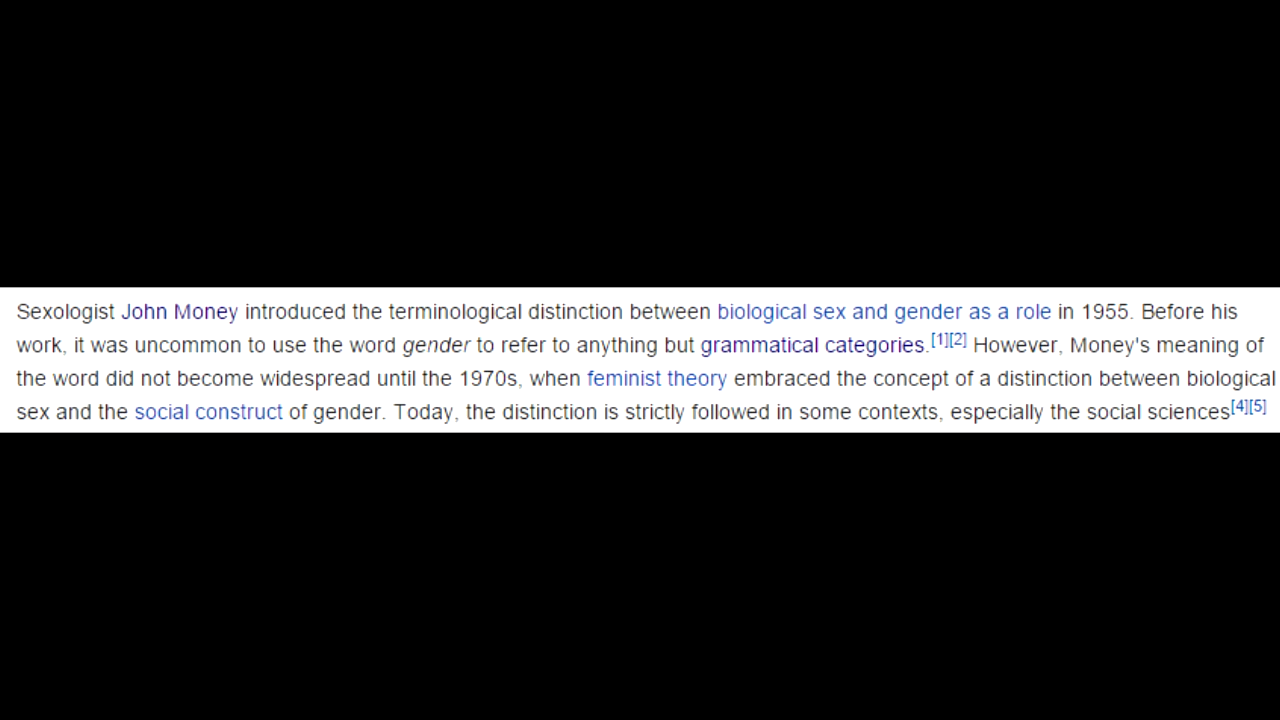 Sexologist John Money introduced the terminological distinction between biological sex and gender as a role in 1955. Before his
work, it was uncommon to use the word gender to refer to anything but grammatical categories.[1][2] However, Money's meaning of
the word did not become widespread until the 1970s, when feminist theory embraced the concept of a distinction between biological
sex and the social construct of gender. Today, the distinction is strictly followed in some contexts, especially the social sciences[4][5]